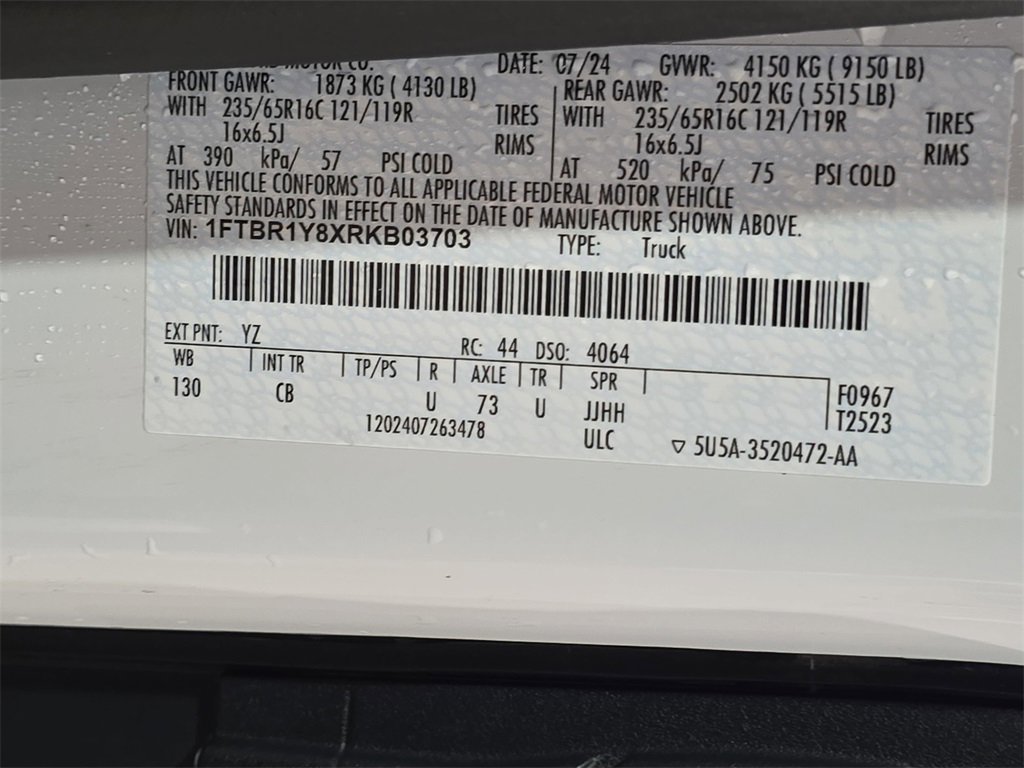 MOTOR CO. DATE: 07/24 GVWR: 4150 KG ( 9150 LB)
FRONT GAWR: 1873 KG ( 4130 LB) REAR GAWR: 2502 KG ( 5515 LB)
WITH 235/65R16C 121/119R TIRES WITH 235/65R16C 121/119R TIRES
16x6.5J RIMS 16x6.5J RIMS
AT 390 kPa/ 57 PSI COLD AT 520 kPa/ 75 PSI COLD
THIS VEHICLE CONFORMS TO ALL APPLICABLE FEDERAL MOTOR VEHICLE
SAFETY STANDARDS IN EFFECT ON THE DATE OF MANUFACTURE SHOWN ABOVE.
VIN: 1FTBR1Y8XRKB03703 TYPE: Truck
EXT PNT: YZ RC: 44 DSO: 4064
WB INT TR TP/PS R AXLE TR SPR F0967
130 CB U 73 U JJHH T2523
1202407263478 ULC ▽ 5U5A-3520472-AA